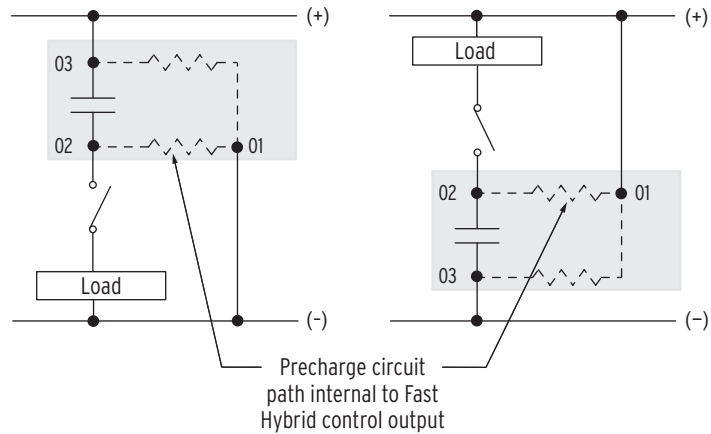 (+)
03
02
01
Load
(–)
(+)
Load
02
01
03
(–)
Precharge circuit
path internal to Fast
Hybrid control output